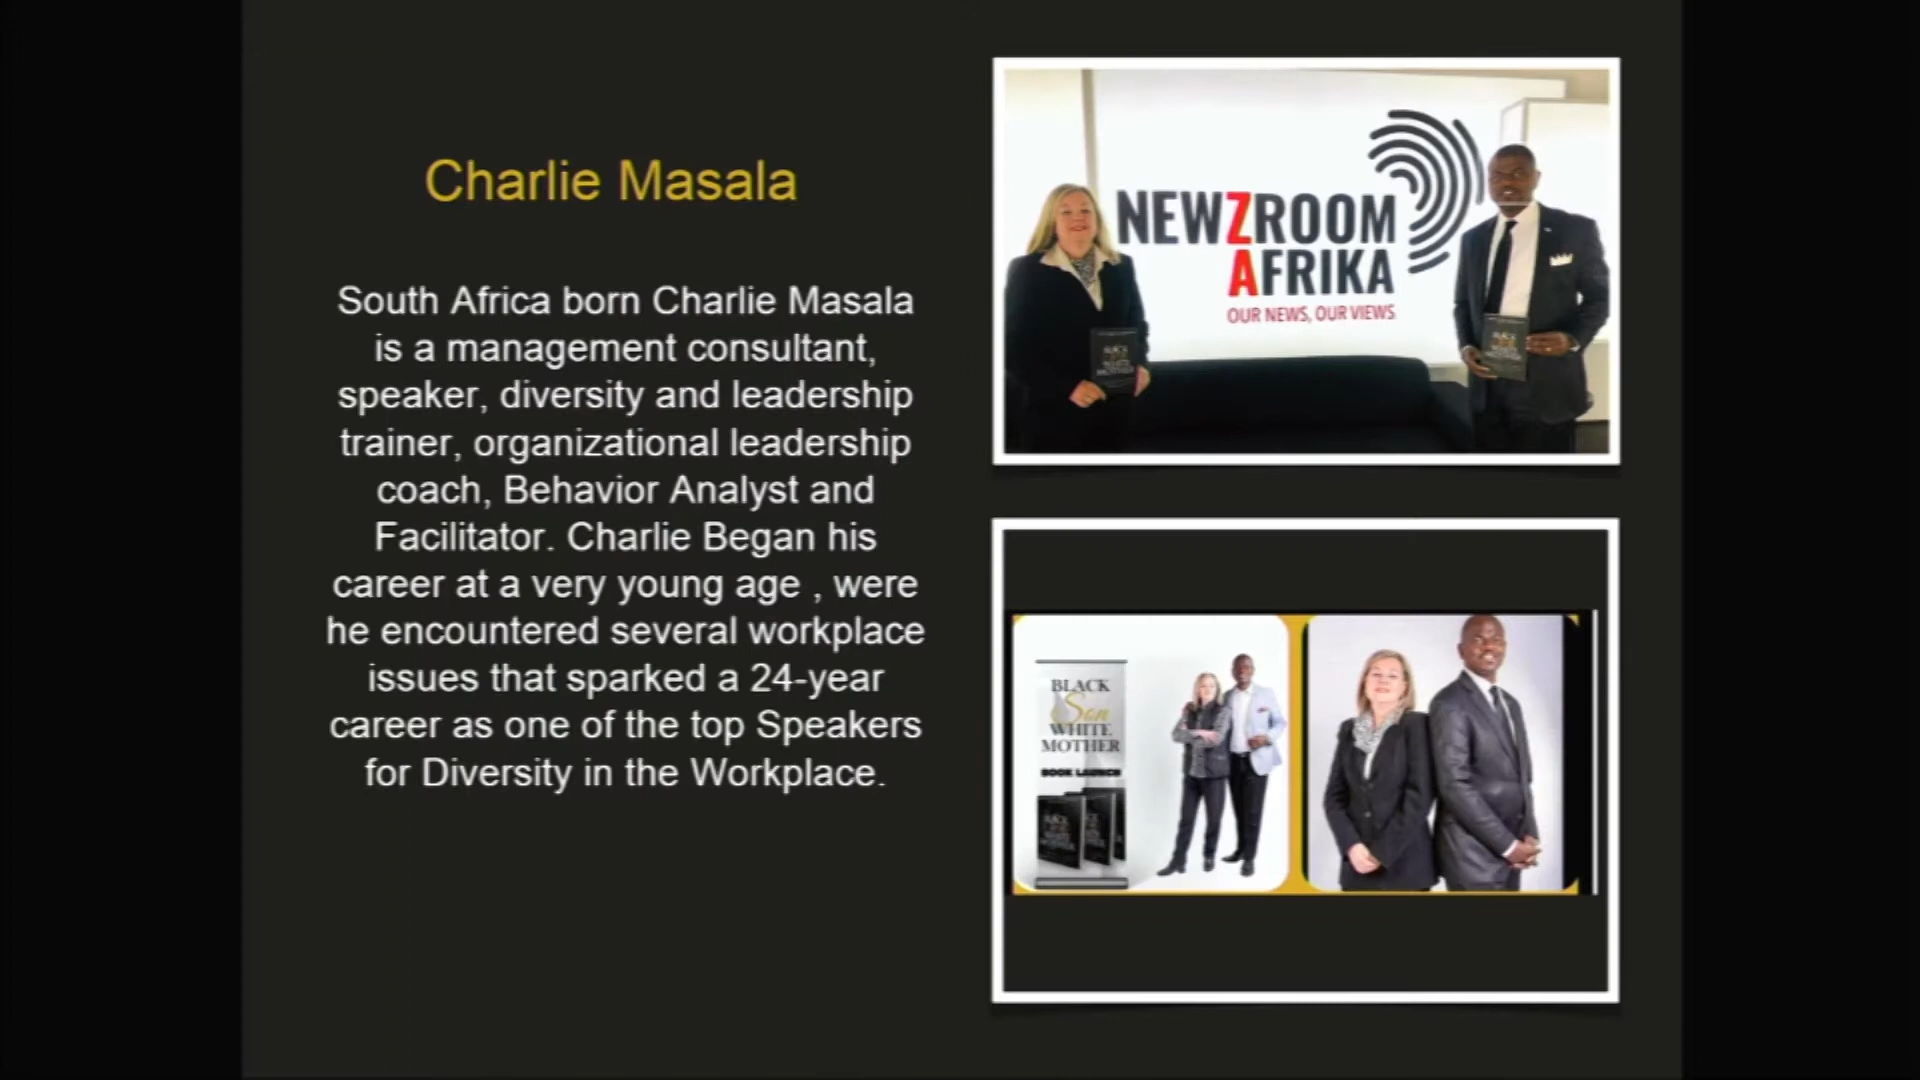 Charlie Masala
South Africa born Charlie Masala
is a management consultant,
speaker, diversity and leadership
trainer, organizational leadership
coach, Behavior Analyst and
Facilitator. Charlie Began his
career at a very young age , were
he encountered several workplace
issues that sparked a 24-year
career as one of the top Speakers
for Diversity in the Workplace.
NEWZROOM
AFRIKA
OUR NEWS, OUR VIEWS
BLACK
Son
WHITE
MOTHER
BOOK LAUNCH